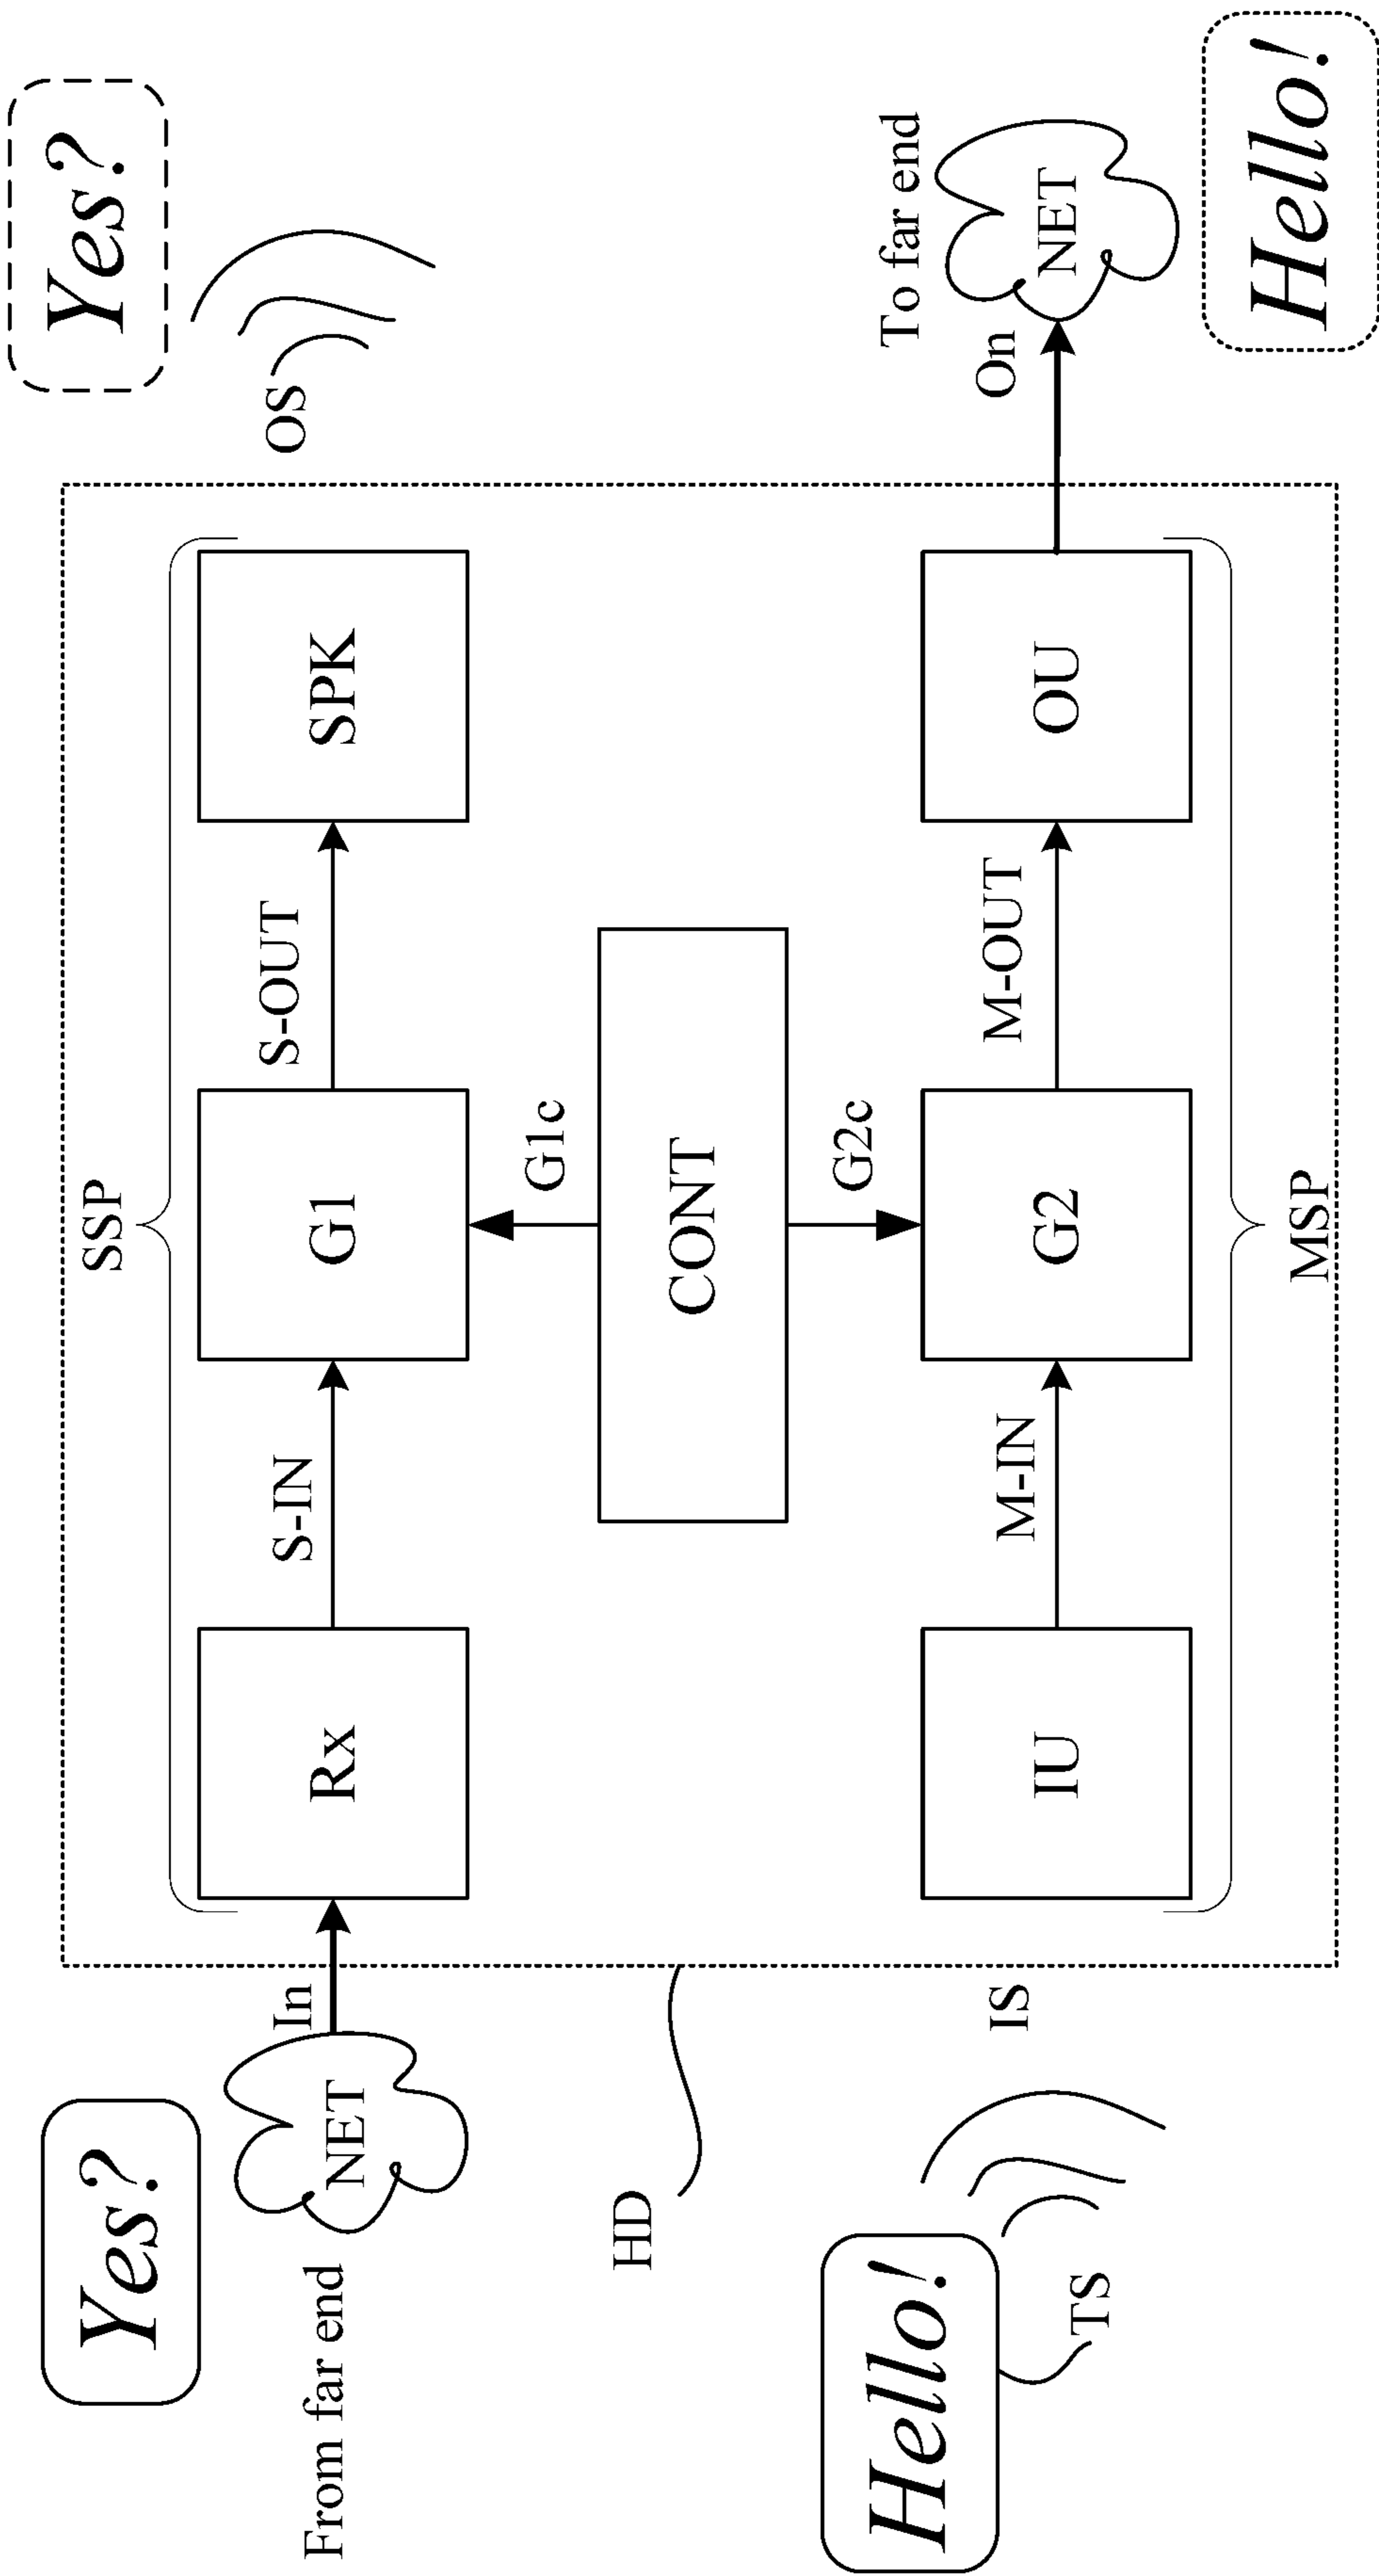 Yes?
Yes?
From far end
NET
In
SSP
Rx
S-IN
G1
S-OUT
SPK
OS
G1c
HD
CONT
G2c
To far end
Hello!
TS
IS
IU
M-IN
G2
M-OUT
OU
On
NET
MSP
Hello!